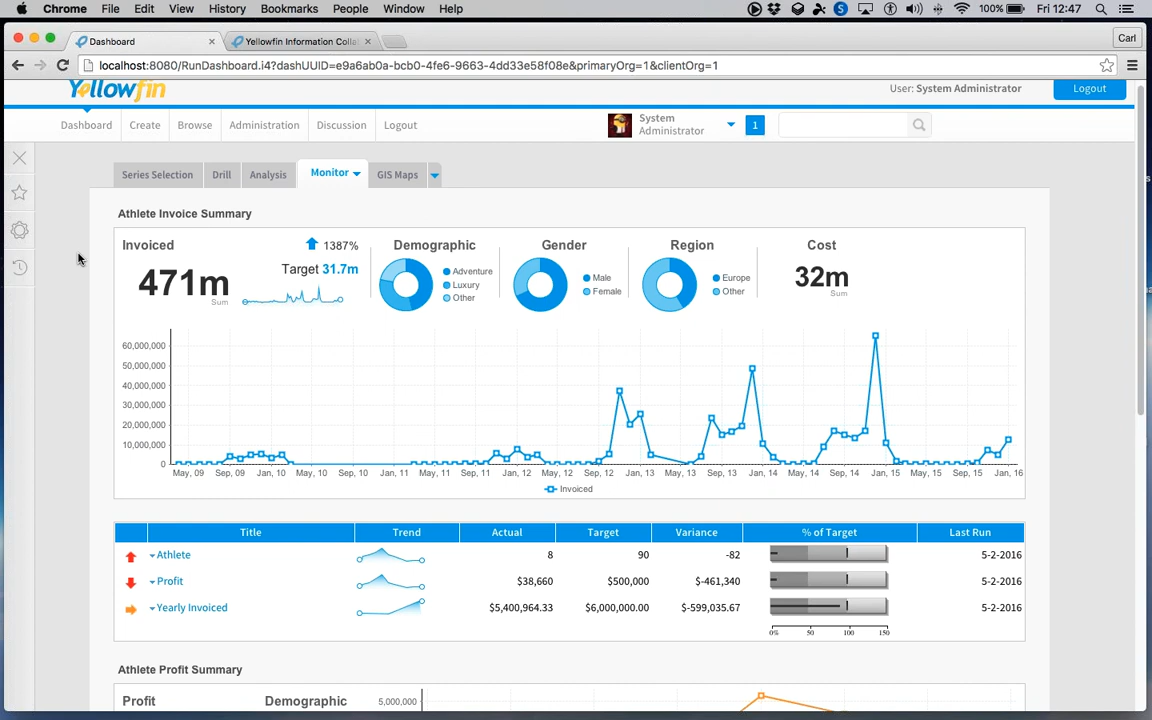 Chrome File Edit View History Bookmarks People Window Help 100% Fri 12:47
Dashboard Yellowfin Information Colla Carl
localhost:8080/RunDashboard.i4?dashUUID=e9a6ab0a-bcb0-4fe6-9663-4dd33e58f08e&primaryOrg=1&clientOrg=1
Yellowfin User: System Administrator Logout
Dashboard Create Browse Administration Discussion Logout System Administrator 1
Series Selection Drill Analysis Monitor GIS Maps
Athlete Invoice Summary
Invoiced 1387% Demographic Gender Region Cost
471m Sum Target 31.7m Adventure Luxury Other Male Female Europe Other 32m Sum
60,000,000
50,000,000
40,000,000
30,000,000
20,000,000
10,000,000
0
May, 09 Sep, 09 Jan, 10 May, 10 Sep, 10 Jan, 11 May, 11 Sep, 11 Jan, 12 May, 12 Sep, 12 Jan, 13 May, 13 Sep, 13 Jan, 14 May, 14 Sep, 14 Jan, 15 May, 15 Sep, 15 Jan, 16
Invoiced
Title Trend Actual Target Variance % of Target Last Run
Athlete 8 90 -82 5-2-2016
Profit $38,660 $500,000 $-461,340 5-2-2016
Yearly Invoiced $5,400,964.33 $6,000,000.00 $-599,035.67 5-2-2016
0% 50 100 150
Athlete Profit Summary
Profit Demographic 5,000,000